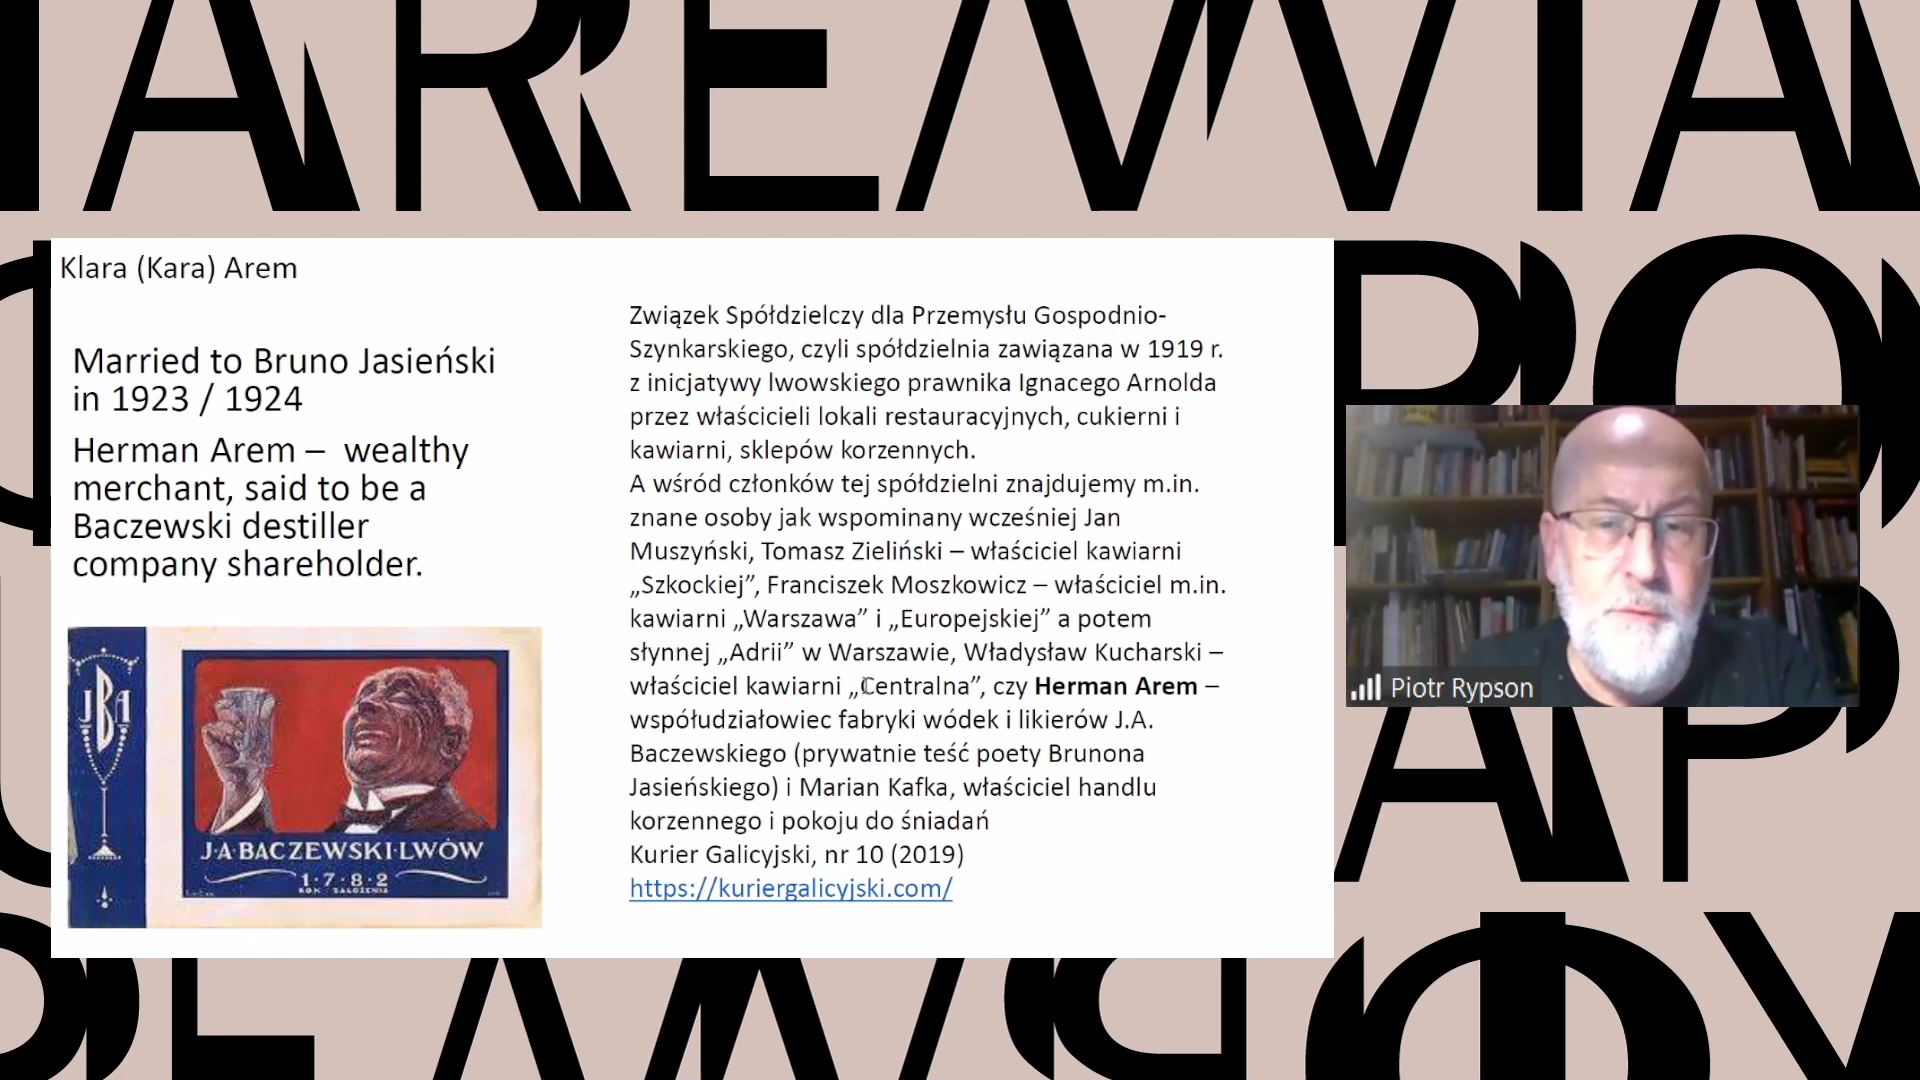 Klara (Kara) Arem
Married to Bruno Jasieński
in 1923 / 1924
Herman Arem – wealthy
merchant, said to be a
Baczewski destiller
company shareholder.
JBA
J·A·BACZEWSKI·LWÓW
1·7·8·2
ROK ZAŁOŻENIA
Związek Spółdzielczy dla Przemysłu Gospodnio-
Szynkarskiego, czyli spółdzielnia zawiązana w 1919 r.
z inicjatywy lwowskiego prawnika Ignacego Arnolda
przez właścicieli lokali restauracyjnych, cukierni i
kawiarni, sklepów korzennych.
A wśród członków tej spółdzielni znajdujemy m.in.
znane osoby jak wspominany wcześniej Jan
Muszyński, Tomasz Zieliński – właściciel kawiarni
„Szkockiej”, Franciszek Moszkowicz – właściciel m.in.
kawiarni „Warszawa” i „Europejskiej” a potem
słynnej „Adrii” w Warszawie, Władysław Kucharski –
właściciel kawiarni „Centralna”, czy Herman Arem –
współudziałowiec fabryki wódek i likierów J.A.
Baczewskiego (prywatnie teść poety Brunona
Jasieńskiego) i Marian Kafka, właściciel handlu
korzennego i pokoju do śniadań
Kurier Galicyjski, nr 10 (2019)
https://kuriergalicyjski.com/
Piotr Rypson